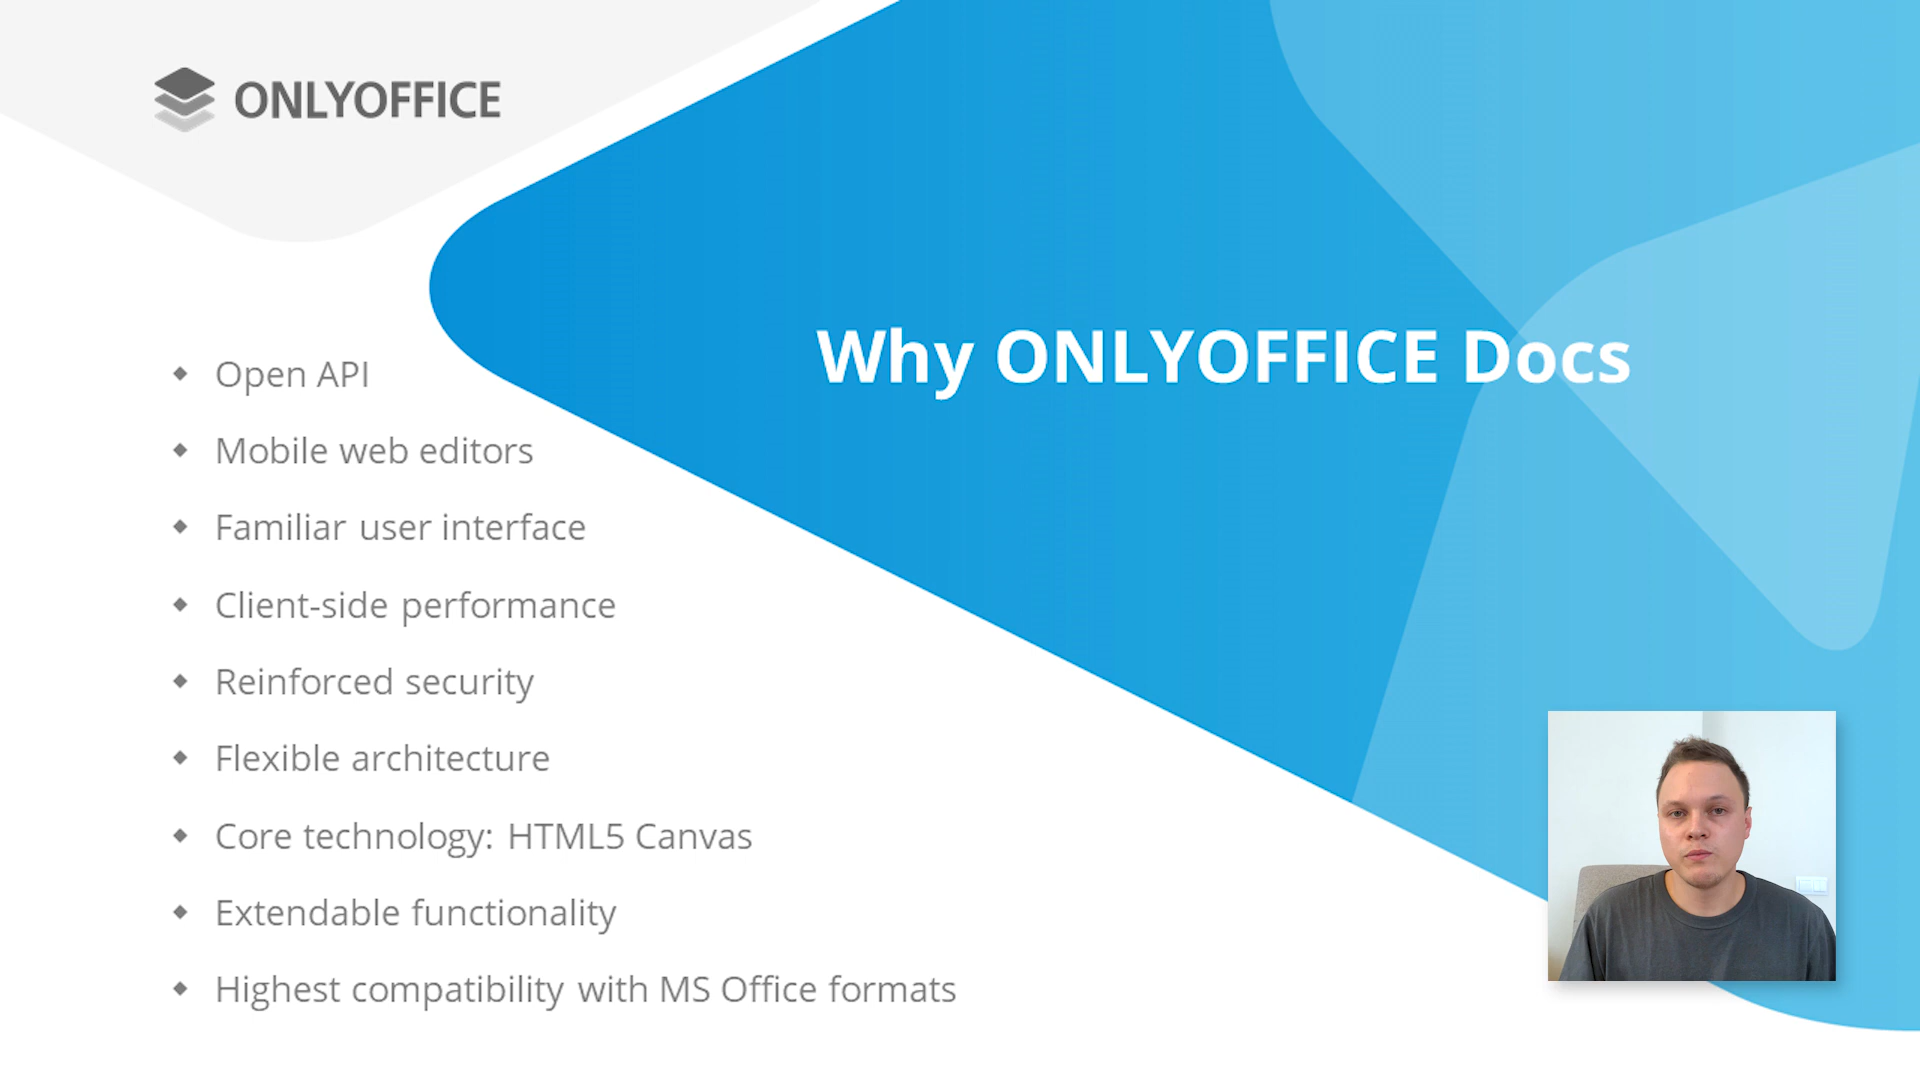 ONLYOFFICE
Why ONLYOFFICE Docs
Open API
Mobile web editors
Familiar user interface
Client-side performance
Reinforced security
Flexible architecture
Core technology: HTML5 Canvas
Extendable functionality
Highest compatibility with MS Office formats